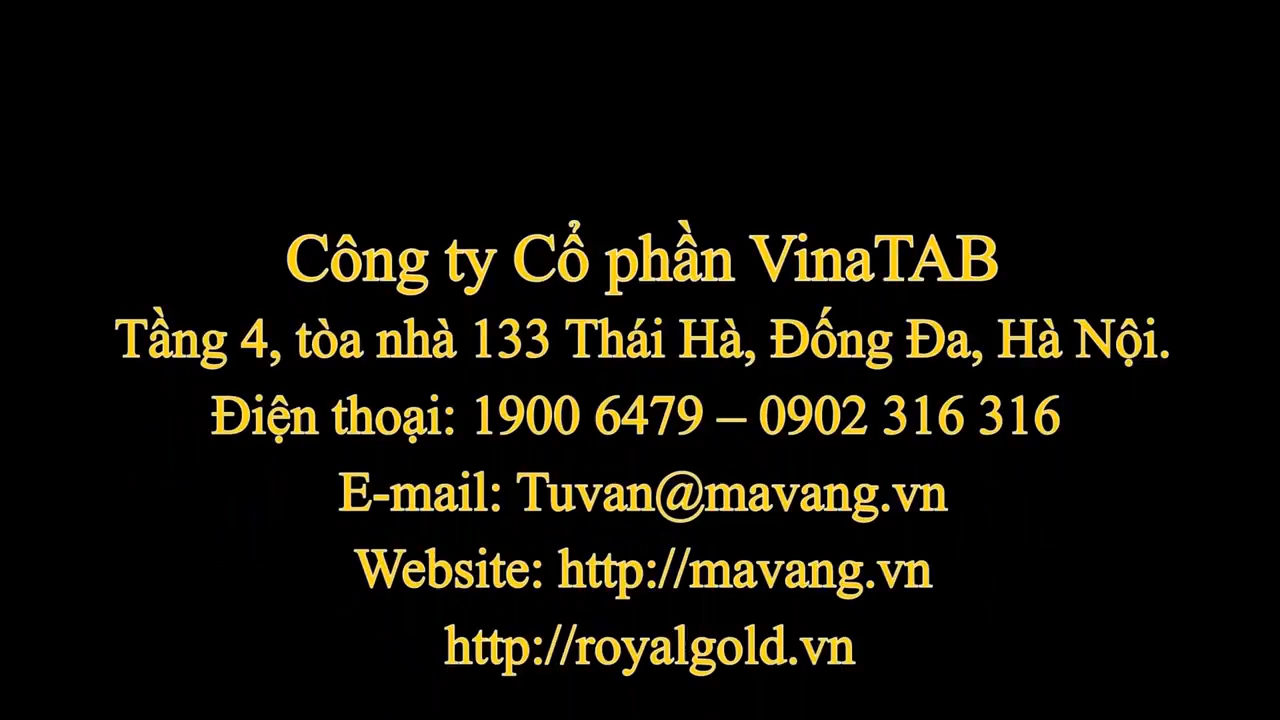 Công ty Cổ phần VinaTAB
Tầng 4, tòa nhà 133 Thái Hà, Đống Đa, Hà Nội.
Điện thoại: 1900 6479 – 0902 316 316
E-mail: Tuvan@mavang.vn
Website: http://mavang.vn
http://royalgold.vn